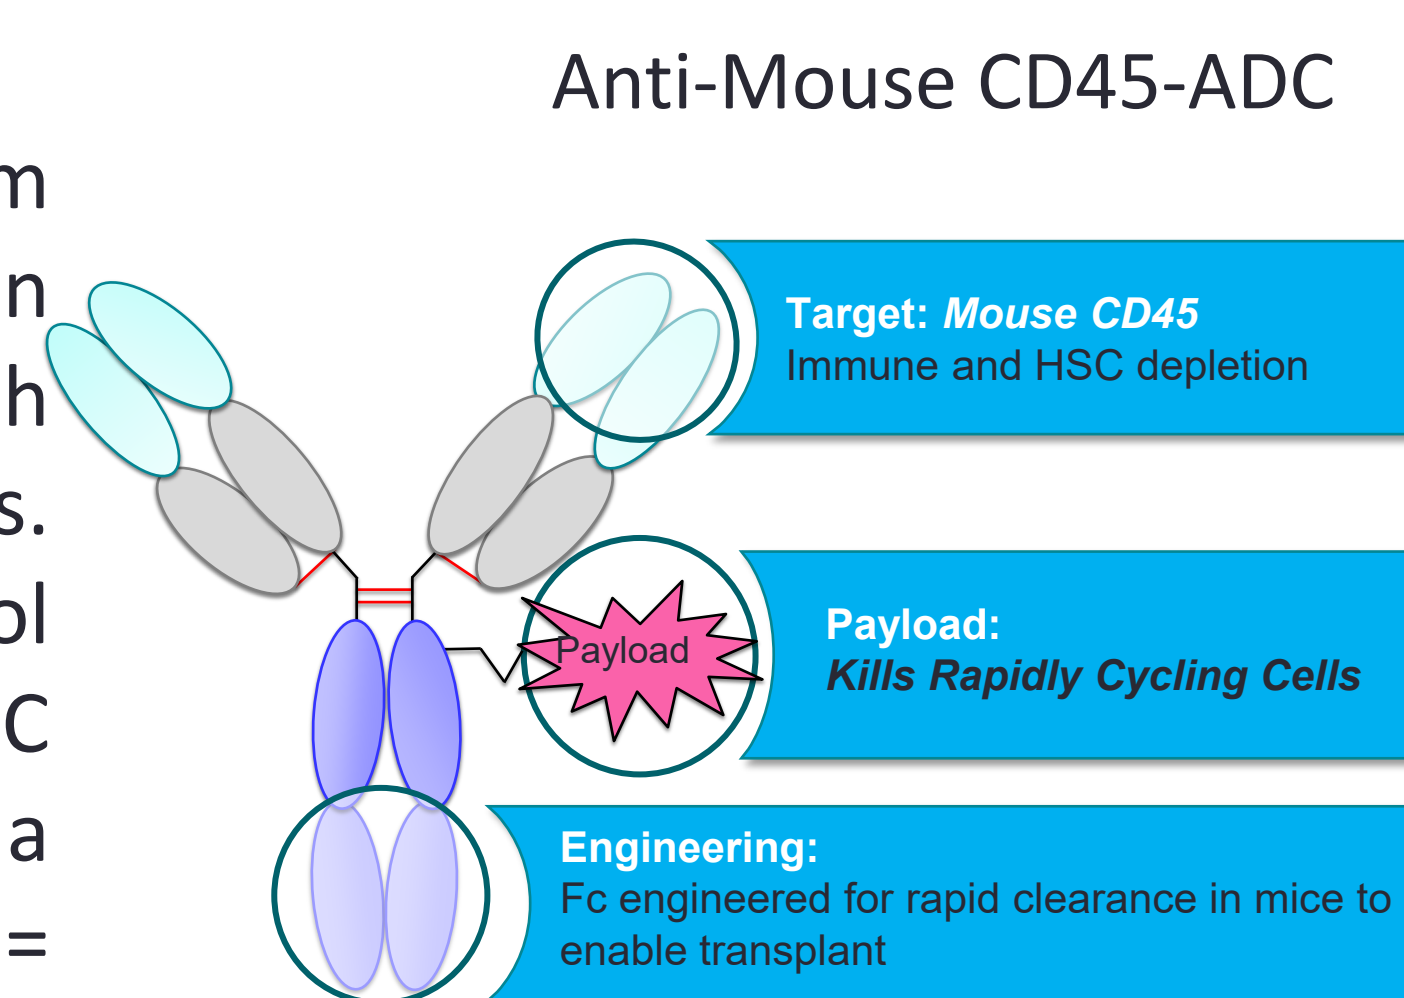 Anti-Mouse CD45-ADC
m
n
h
s.
ol
C
a
=
Target: Mouse CD45
Immune and HSC depletion
Payload
Payload:
Kills Rapidly Cycling Cells
Engineering:
Fc engineered for rapid clearance in mice to
enable transplant